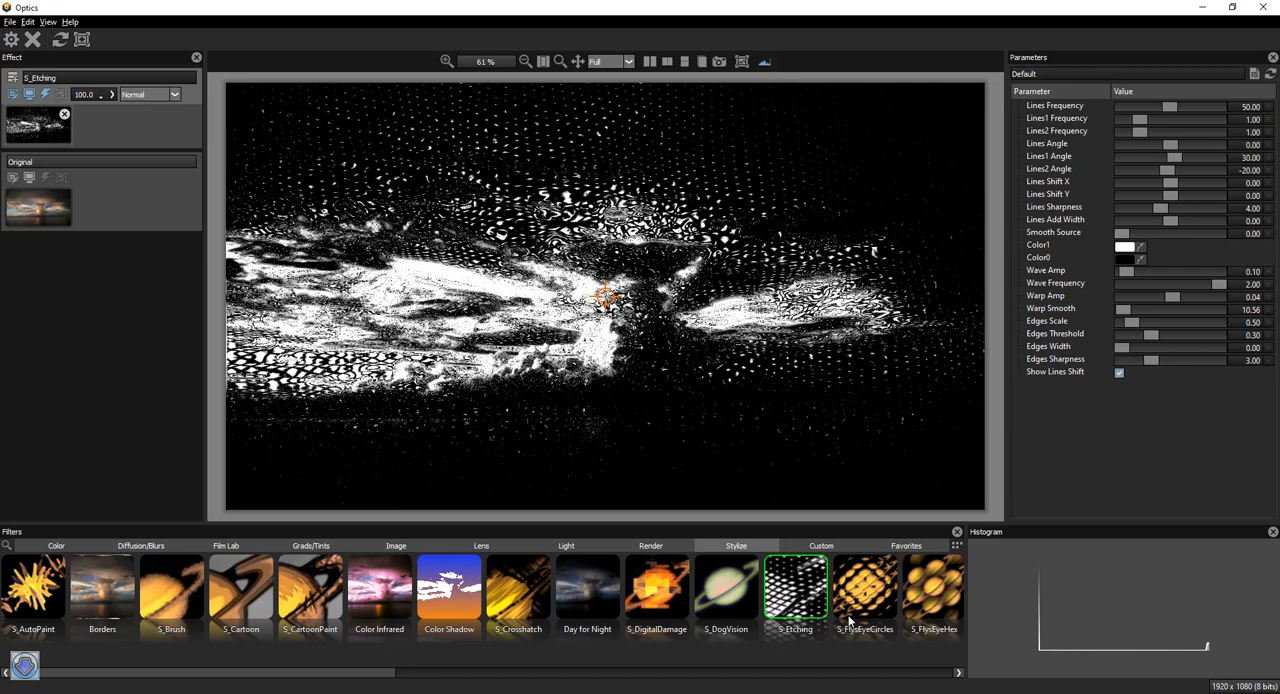 Optics
File Edit View Help
Effect
S_Etching
100.0 Normal
Original
61 % Full
Parameters
Default
Parameter Value
Lines Frequency 50.00
Lines1 Frequency 1.00
Lines2 Frequency 1.00
Lines Angle 0.00
Lines1 Angle 30.00
Lines2 Angle -20.00
Lines Shift X 0.00
Lines Shift Y 0.00
Lines Sharpness 4.00
Lines Add Width 0.00
Smooth Source 0.00
Color1
Color0
Wave Amp 0.10
Wave Frequency 2.00
Warp Amp 0.04
Warp Smooth 10.56
Edges Scale 0.50
Edges Threshold 0.30
Edges Width 0.00
Edges Sharpness 3.00
Show Lines Shift
Filters
Color Diffusion/Blurs Film Lab Grads/Tints Image Lens Light Render Stylize Custom Favorites
S_AutoPaint Borders S_Brush S_Cartoon S_CartoonPaint Color Infrared Color Shadow S_Crosshatch Day for Night S_DigitalDamage S_DogVision S_Etching S_FlysEyeCircles S_FlysEyeHex
Histogram
1920 x 1080 (8 bits)